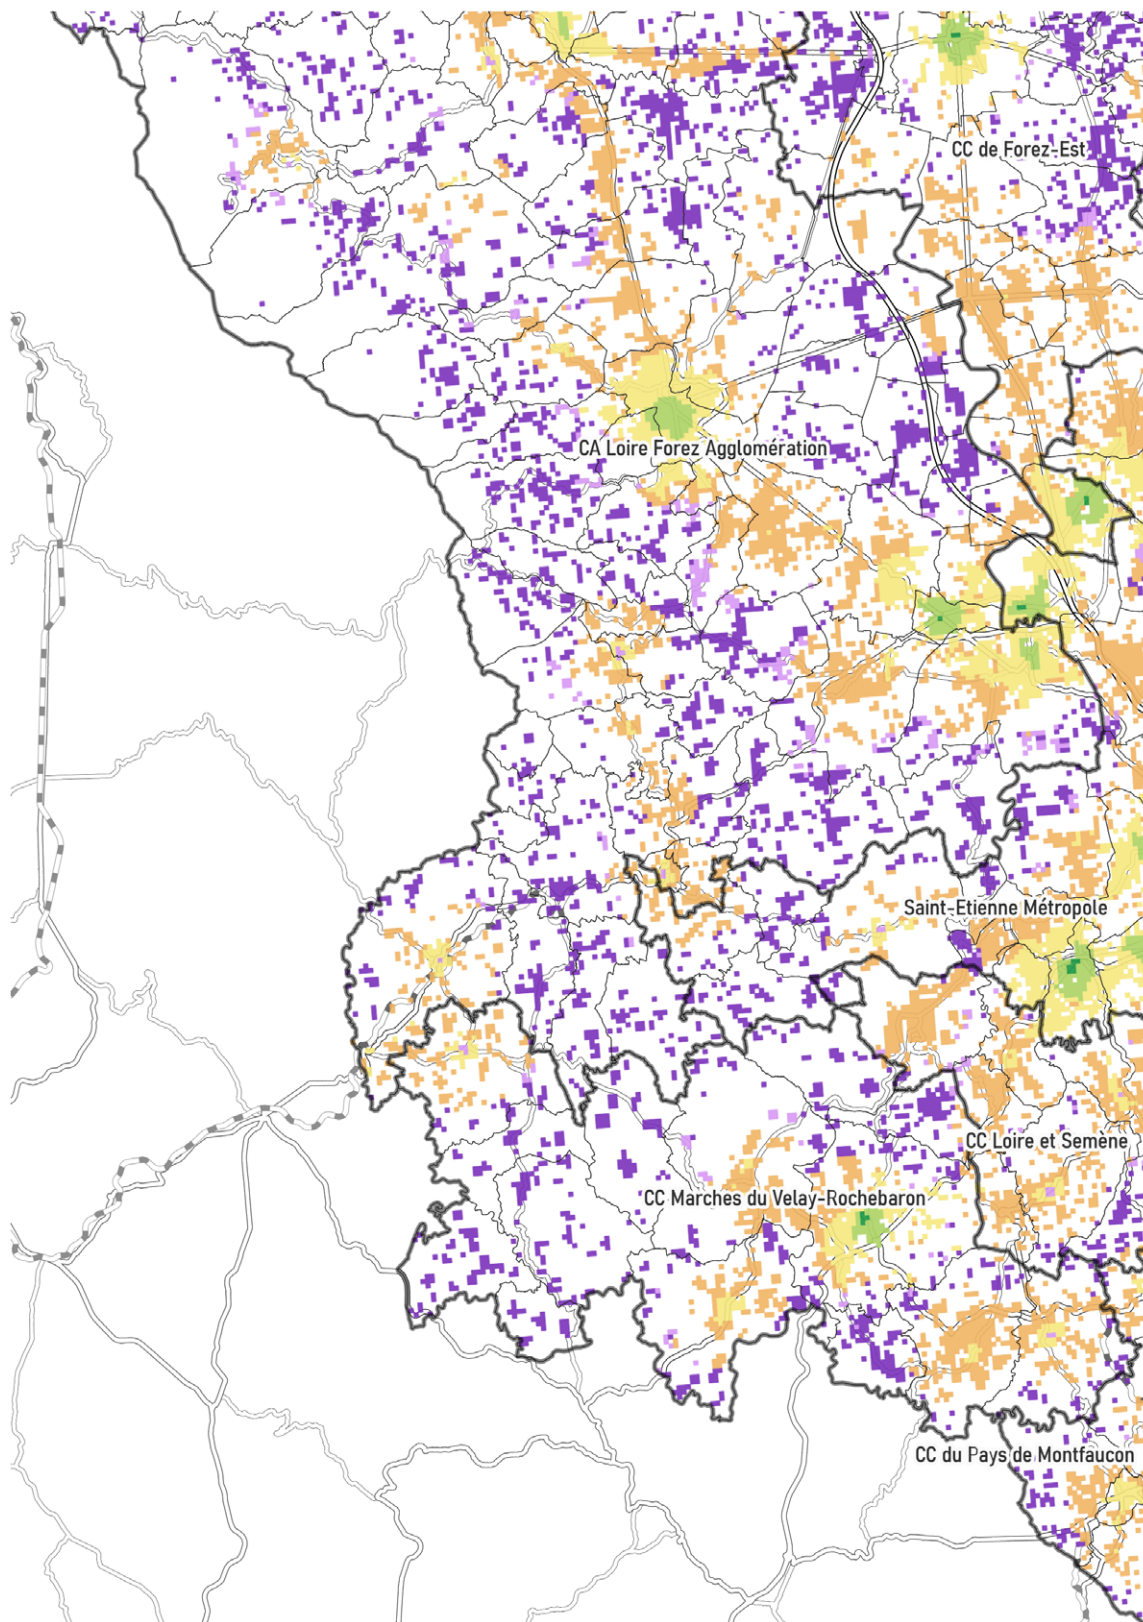 CC de Forez-Est
CA Loire Forez Agglomération
Saint-Etienne Métropole
CC Loire et Semène
CC Marches du Velay-Rochebaron
CC du Pays de Montfaucon